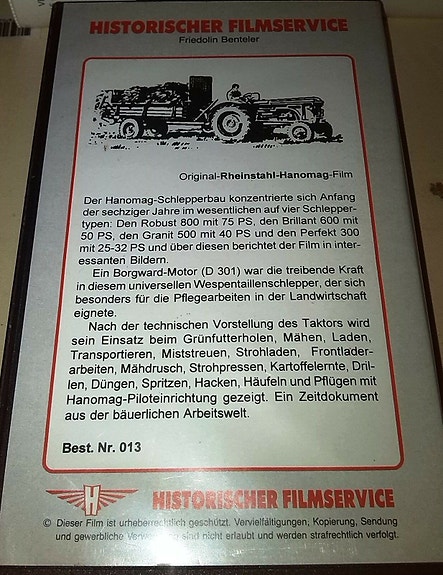 HISTORISCHER FILMSERVICE
Friedolin Benteler
Original-Rheinstahl-Hanomag-Film
Der Hanomag-Schlepperbau konzentrierte sich Anfang
der sechziger Jahre im wesentlichen auf vier Schlepper-
typen: Den Robust 800 mit 75 PS, den Brillant 600 mit
50 PS, den Granit 500 mit 40 PS und den Perfekt 300
mit 25-32 PS und über diesen berichtet der Film in inter-
essanten Bildern.
Ein Borgward-Motor (D 301) war die treibende Kraft
in diesem universellen Wespentaillenschlepper, der sich
besonders für die Pflegearbeiten in der Landwirtschaft
eignete.
Nach der technischen Vorstellung des Taktors wird
sein Einsatz beim Grünfutterholen, Mähen, Laden,
Transportieren, Miststreuen, Strohladen, Frontlader-
arbeiten, Mähdrusch, Strohpressen, Kartoffelernte, Dril-
len, Düngen, Spritzen, Hacken, Häufeln und Pflügen mit
Hanomag-Piloteinrichtung gezeigt. Ein Zeitdokument
aus der bäuerlichen Arbeitswelt.
Best. Nr. 013
H HISTORISCHER FILMSERVICE
© Dieser Film ist urheberrechtlich geschützt. Vervielfältigungen, Kopierung, Sendung
und gewerbliche sind nicht erlaubt und werden strafrechtlich verfolgt.